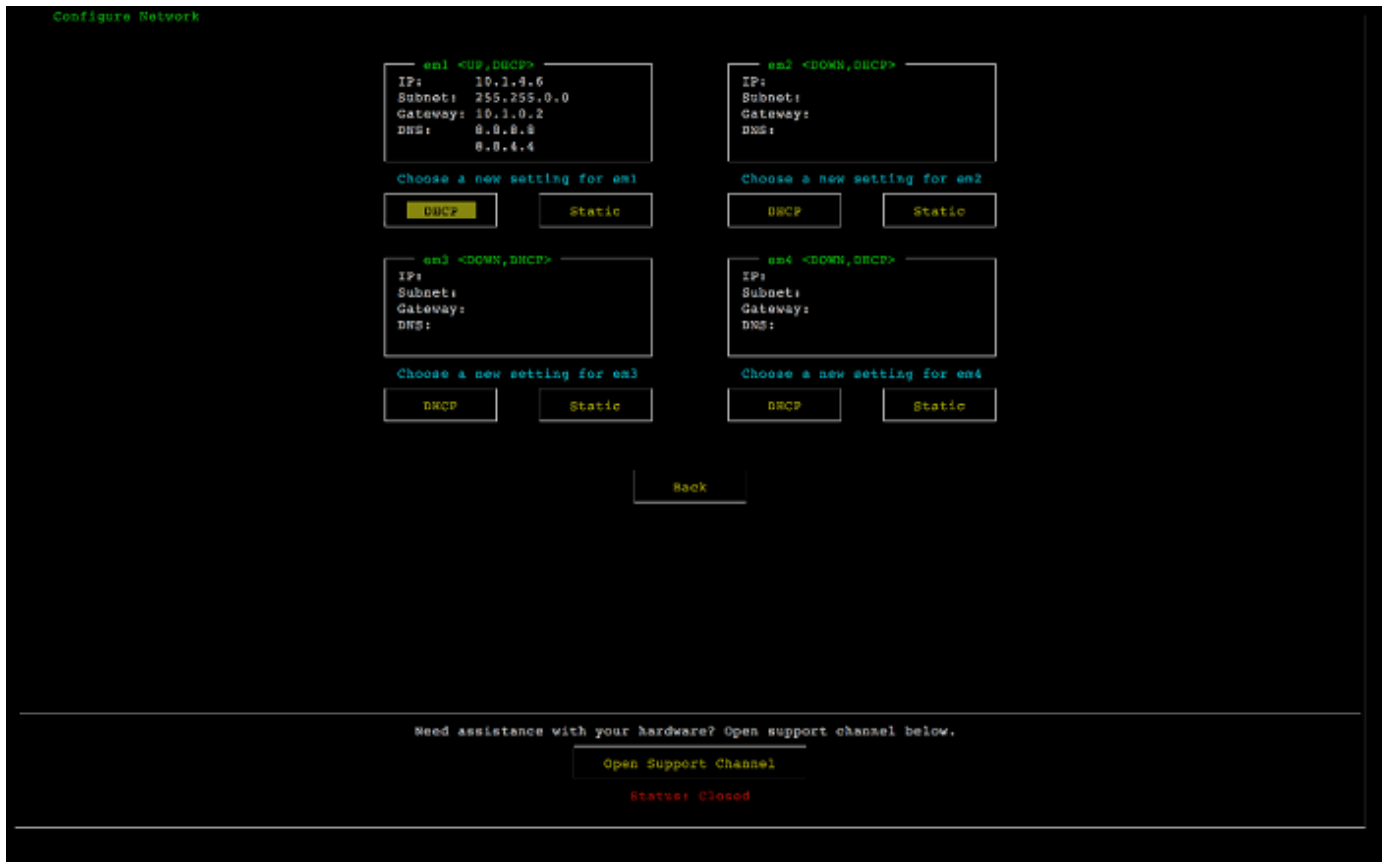 Configure Network
em1 <UP,DHCP>
IP: 10.1.4.6
Subnet: 255.255.0.0
Gateway: 10.1.0.2
DNS: 8.8.8.8
8.8.4.4
Choose a new setting for em1
DHCP Static
em2 <DOWN,DHCP>
IP:
Subnet:
Gateway:
DNS:
Choose a new setting for em2
DHCP Static
em3 <DOWN,DHCP>
IP:
Subnet:
Gateway:
DNS:
Choose a new setting for em3
DHCP Static
em4 <DOWN,DHCP>
IP:
Subnet:
Gateway:
DNS:
Choose a new setting for em4
DHCP Static
Back
Need assistance with your hardware? Open support channel below.
Open Support Channel
Status: Closed